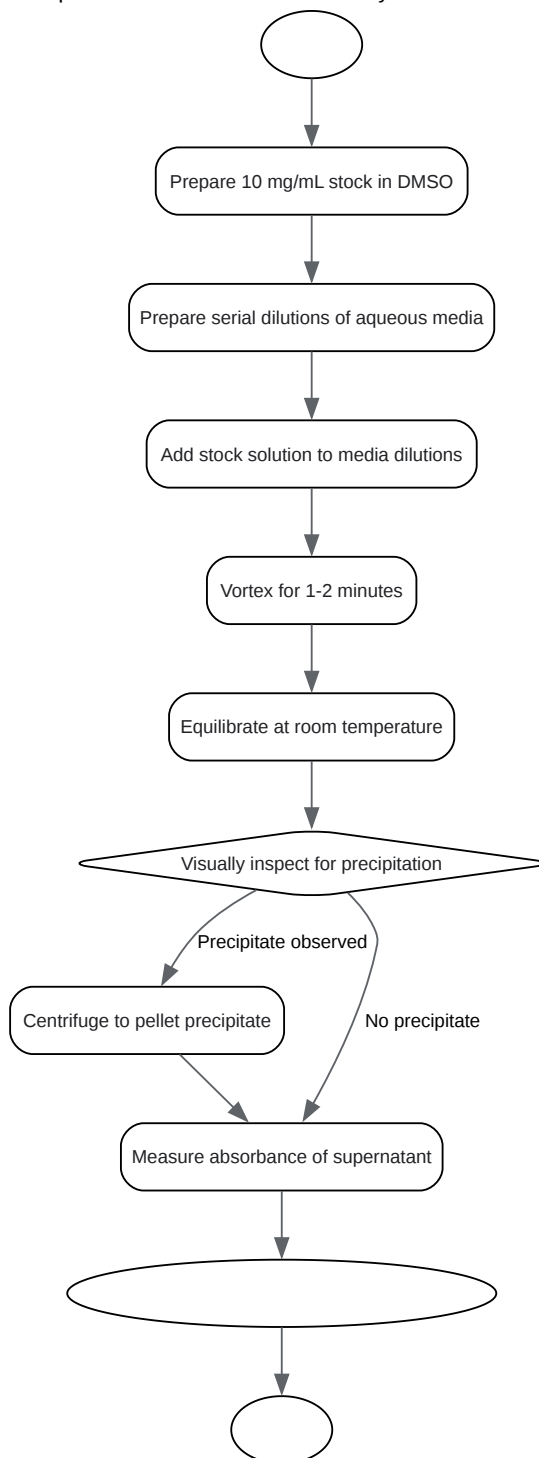 Prepare 10 mg/mL stock in DMSO
Prepare serial dilutions of aqueous media
Add stock solution to media dilutions
Vortex for 1-2 minutes
Equilibrate at room temperature
Visually inspect for precipitation
Precipitate observed
Centrifuge to pellet precipitate
No precipitate
Measure absorbance of supernatant